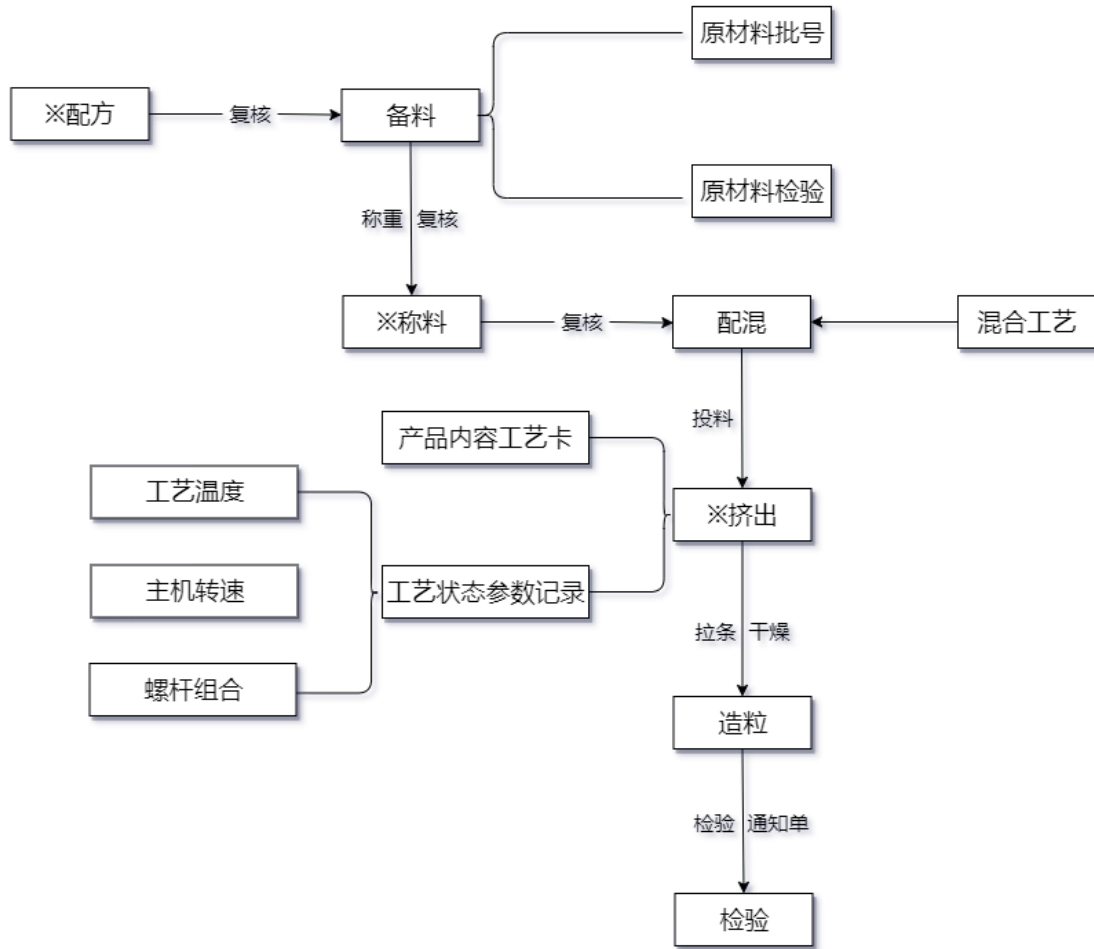 原材料批号
※配方
复核
备料
原材料检验
称重 复核
※称料
复核
配混
混合工艺
投料
产品内容工艺卡
工艺温度
※挤出
主机转速
工艺状态参数记录
拉条 干燥
螺杆组合
造粒
检验 通知单
检验